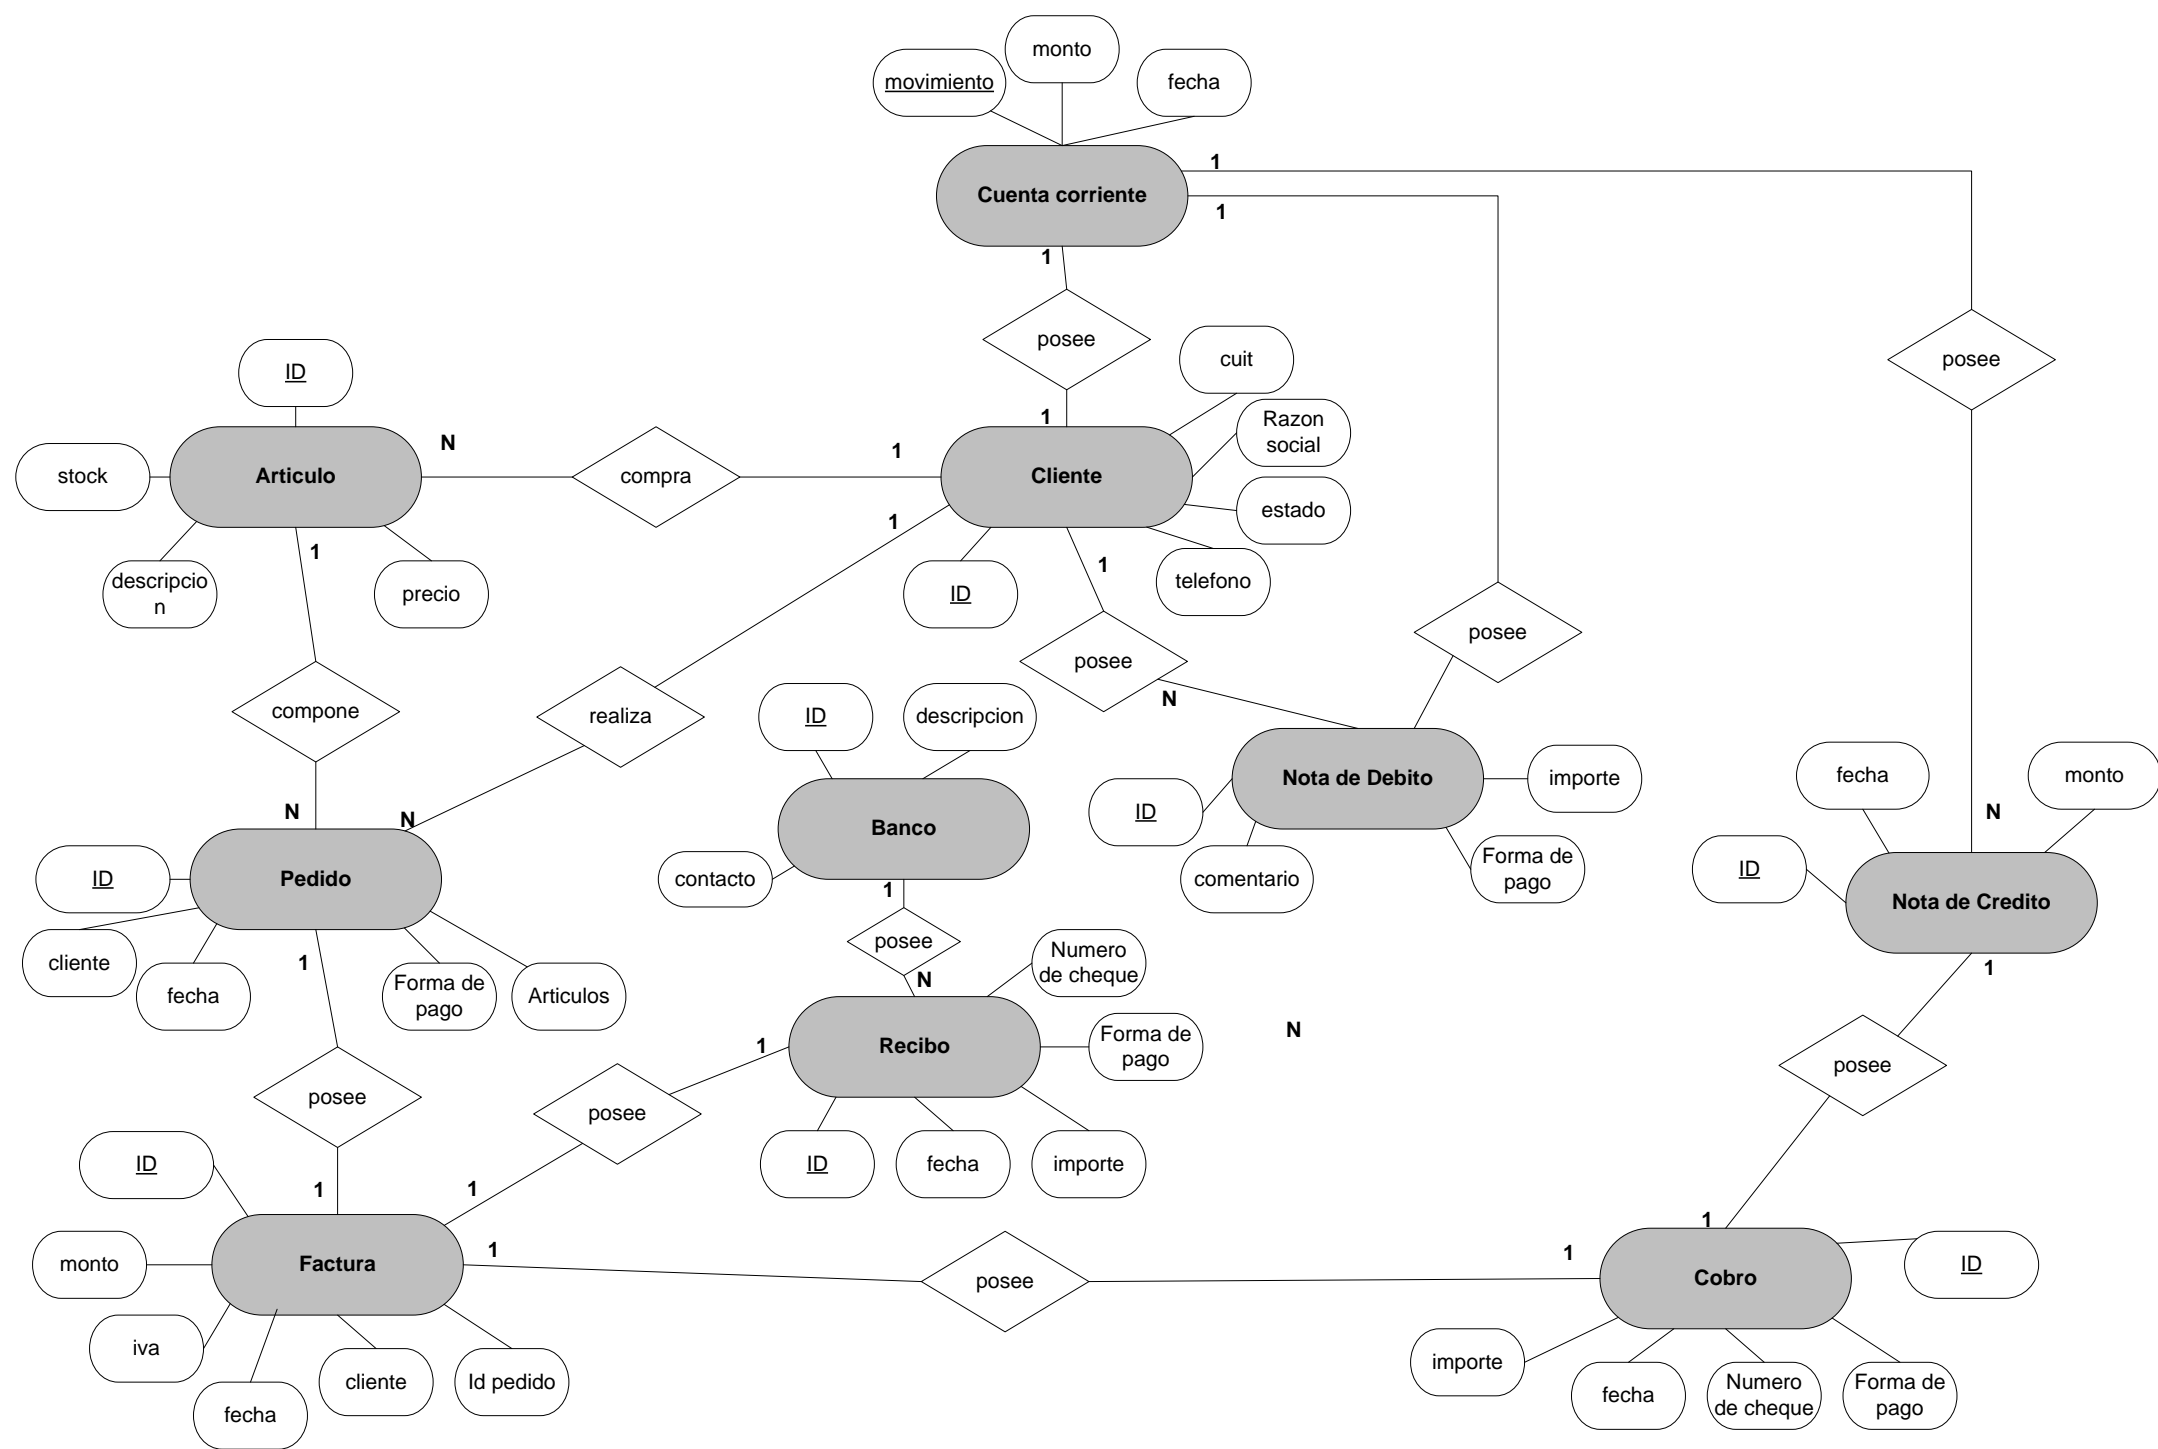 monto
movimiento
fecha
1
Cuenta corriente
1
1
posee
cuit
posee
ID
1
Razon
social
N
1
stock
Articulo
compra
Cliente
estado
1
1
1
descripcio
n
precio
ID
telefono
posee
posee
N
compone
realiza
ID
descripcion
fecha
monto
Nota de Debito
importe
ID
N
N
N
Banco
Forma de
pago
ID
Pedido
contacto
1
comentario
ID
Nota de Credito
posee
Numero
de cheque
cliente
1
1
N
fecha
Forma de
pago
Articulos
N
1
Recibo
Forma de
pago
posee
posee
posee
ID
ID
fecha
importe
1
1
1
1
1
monto
Factura
posee
Cobro
ID
iva
importe
cliente
Id pedido
fecha
fecha
Numero
de cheque
Forma de
pago